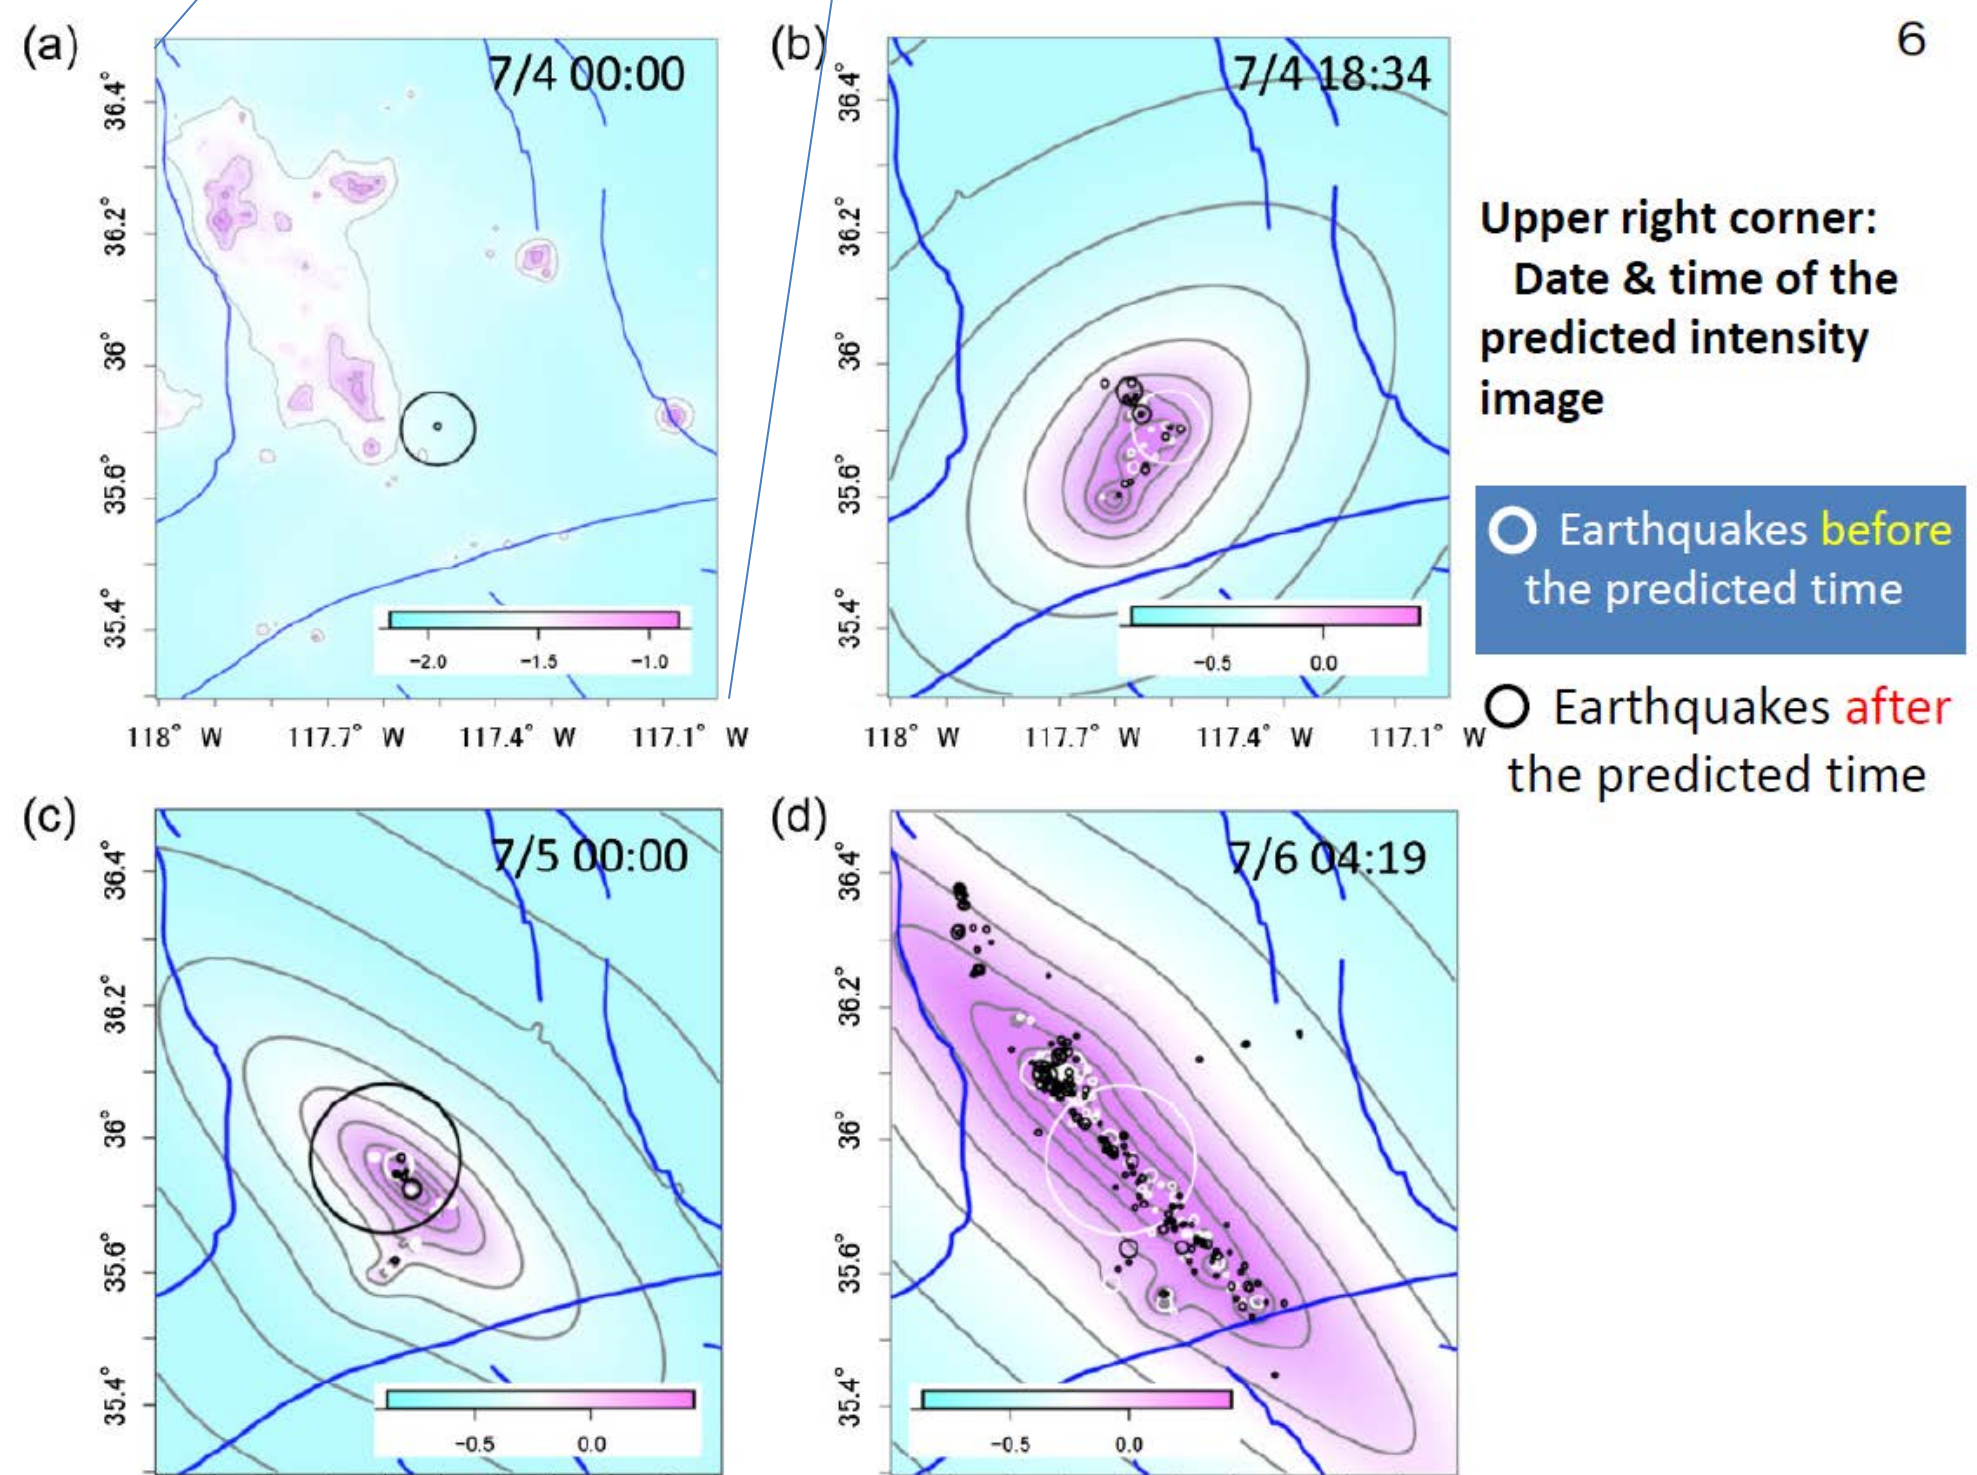 6
(a)
7/4 00:00
36.4°
36.2°
36°
35.6°
35.4°
−2.0 −1.5 −1.0
118° W 117.7° W 117.4° W 117.1° W
(b)
7/4 18:34
36.4°
36.2°
36°
35.6°
35.4°
−0.5 0.0
118° W 117.7° W 117.4° W 117.1° W
Upper right corner:
Date & time of the
predicted intensity
image
Earthquakes before
the predicted time
Earthquakes after
the predicted time
(c)
7/5 00:00
36.4°
36.2°
36°
35.6°
35.4°
−0.5 0.0
(d)
7/6 04:19
36.4°
36.2°
36°
35.6°
35.4°
−0.5 0.0